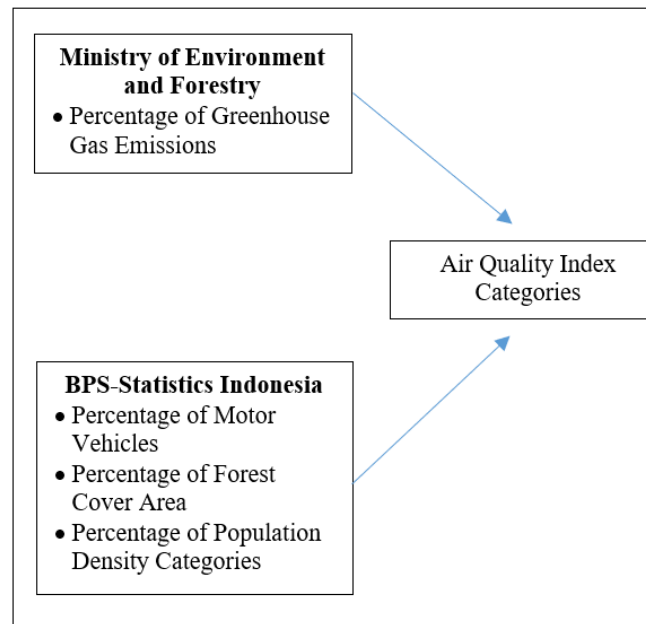 Ministry of Environment
and Forestry
• Percentage of Greenhouse
Gas Emissions
Air Quality Index
Categories
BPS-Statistics Indonesia
• Percentage of Motor
Vehicles
• Percentage of Forest
Cover Area
• Percentage of Population
Density Categories